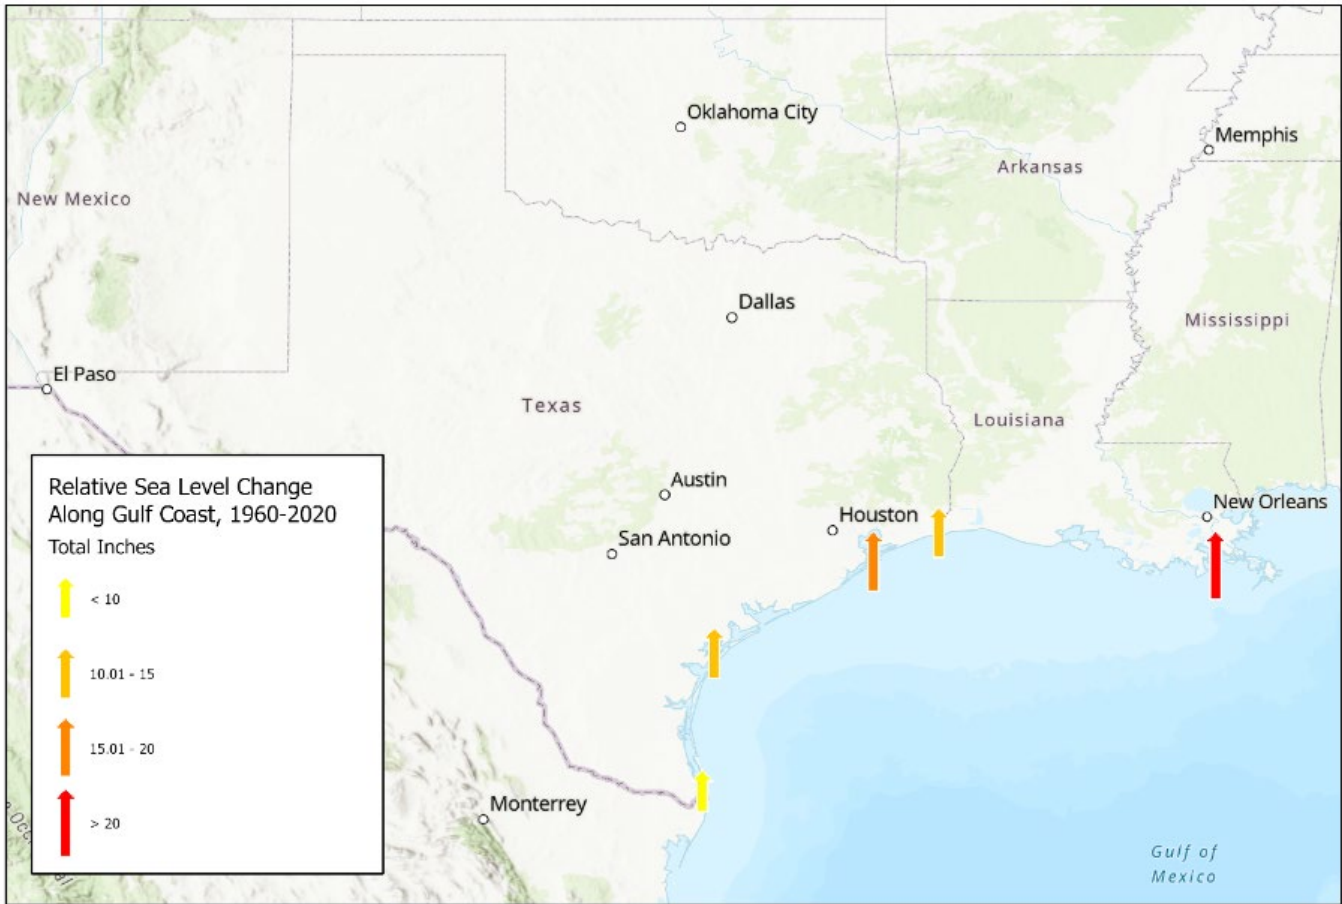 Oklahoma City
Memphis
Arkansas
New Mexico
Dallas
Mississippi
El Paso
Texas
Louisiana
Austin
New Orleans
Houston
San Antonio
Relative Sea Level Change
Along Gulf Coast, 1960-2020
Total Inches
< 10
10.01 - 15
15.01 - 20
> 20
Monterrey
Gulf of
Mexico